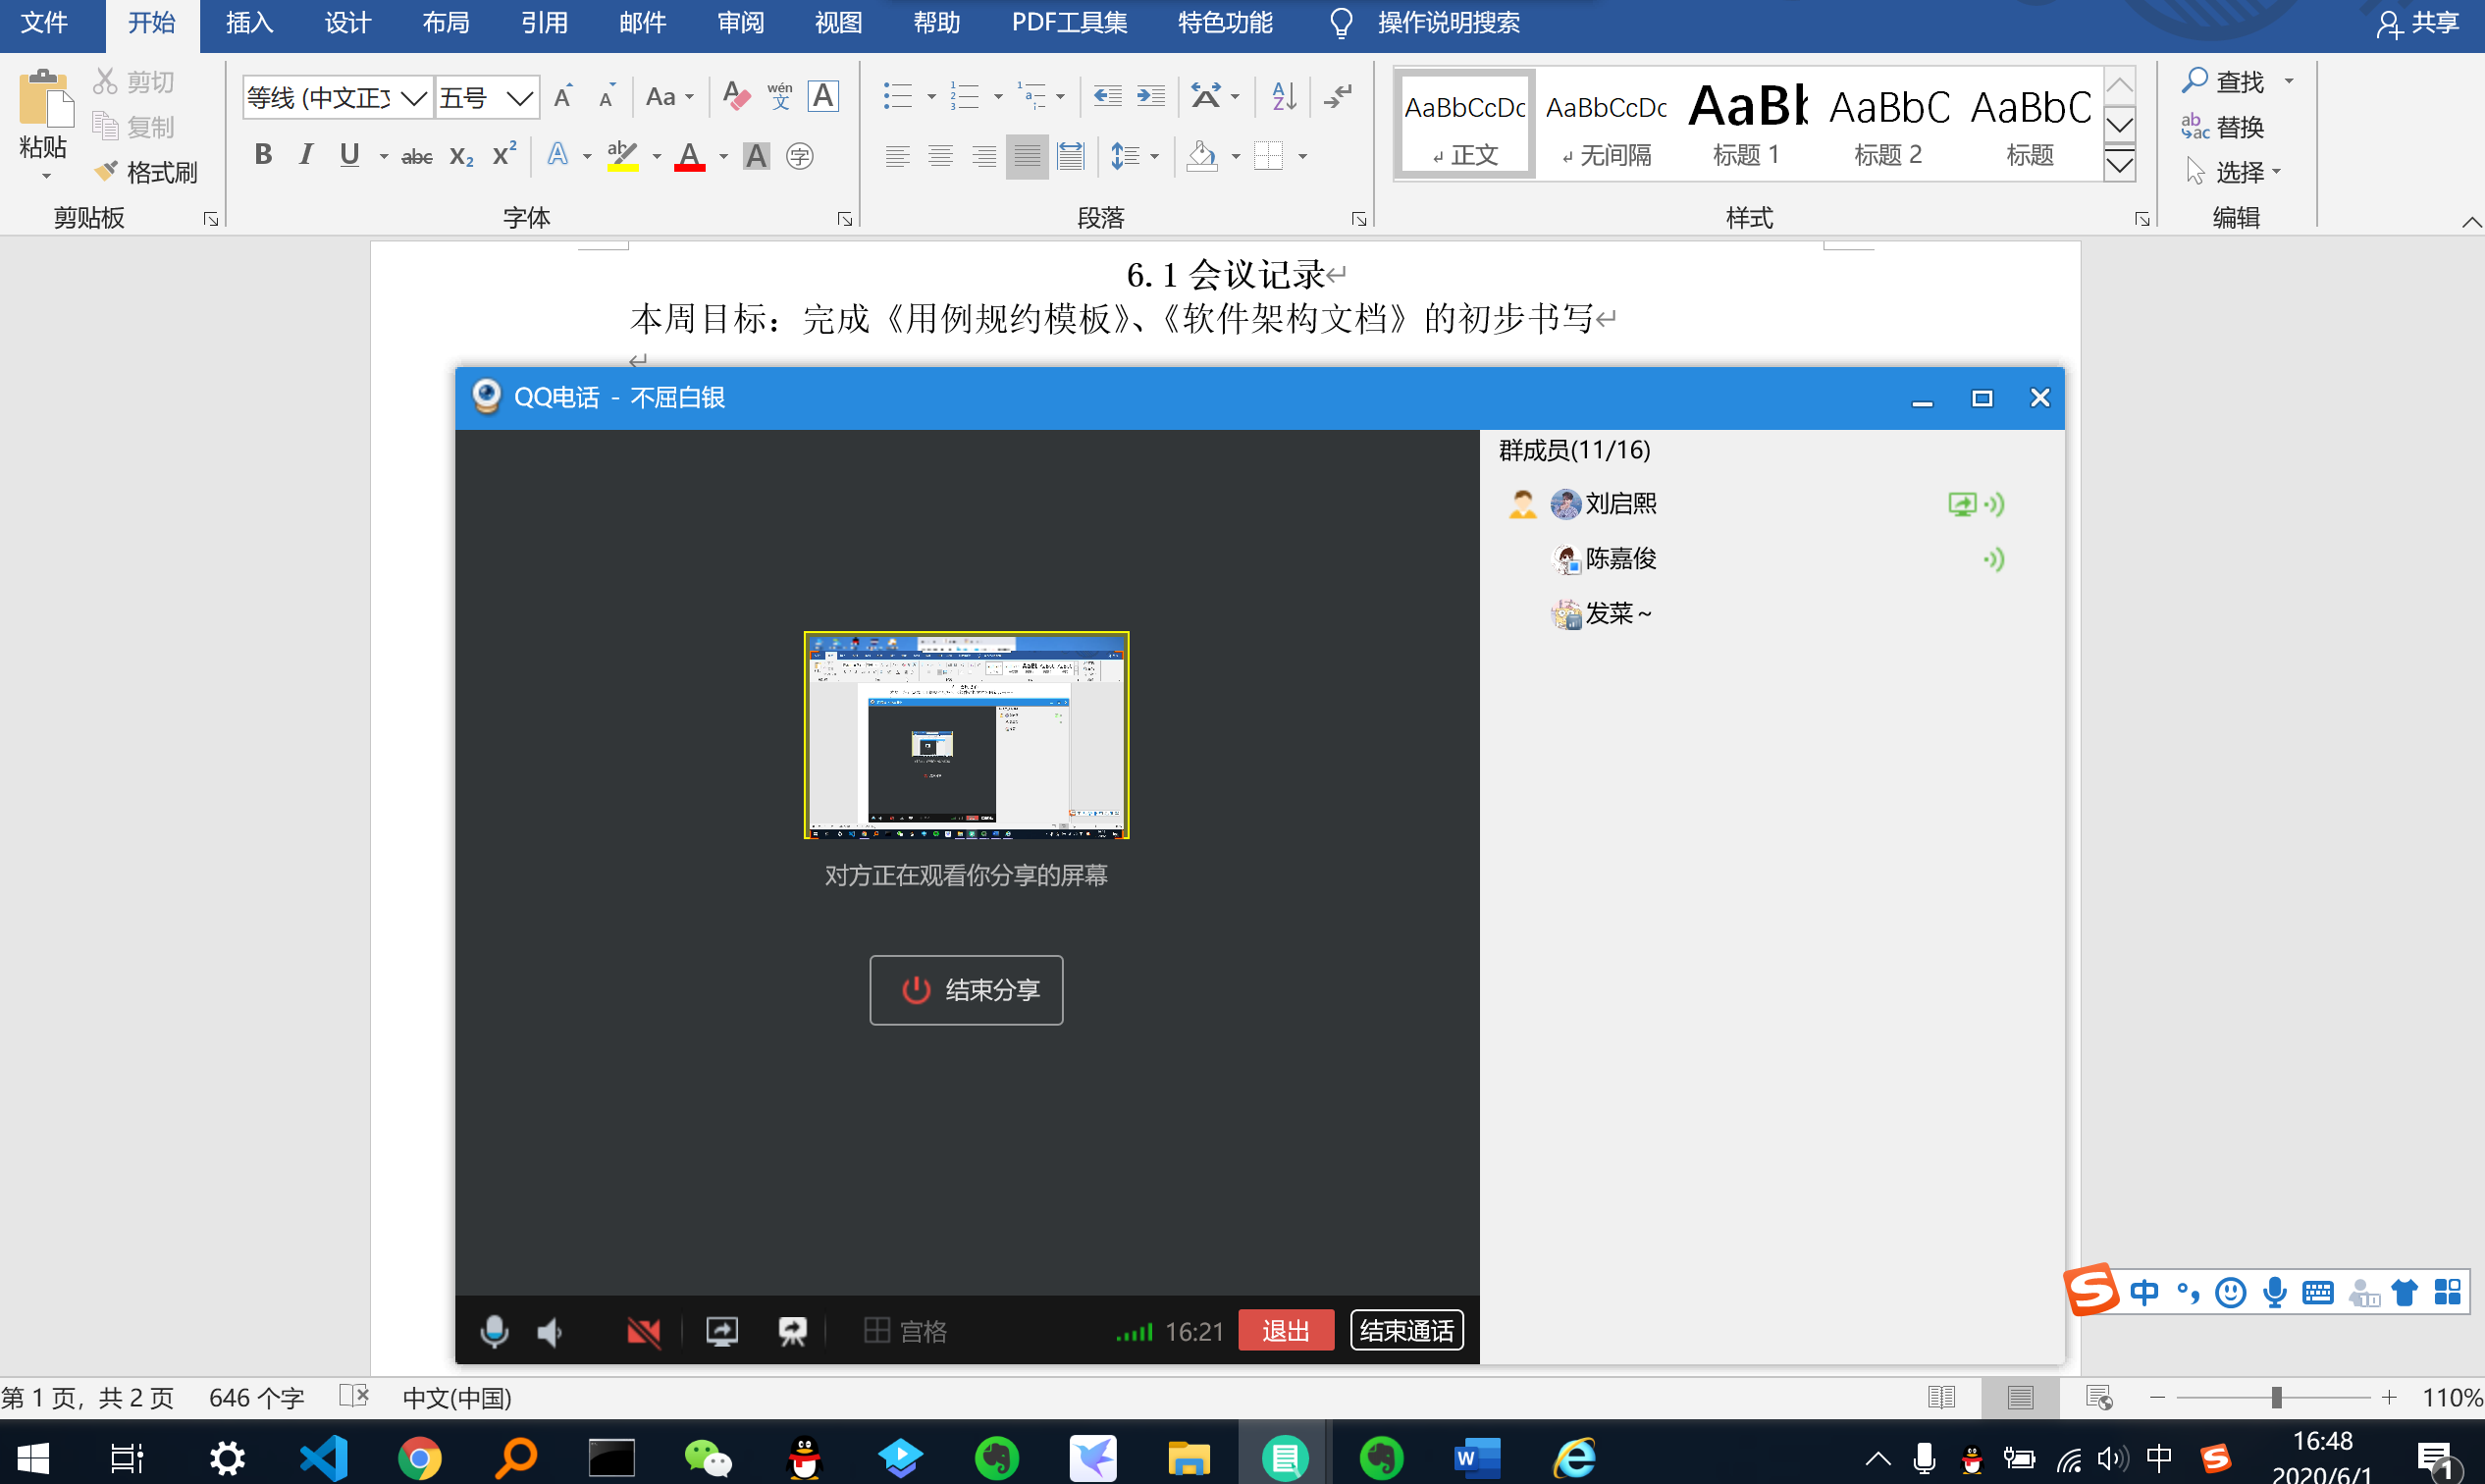 文件 开始 插入 设计 布局 引用 邮件 审阅 视图 帮助 PDF工具集 特色功能 操作说明搜索 共享
剪切
复制
粘贴
格式刷
剪贴板
等线 (中文正文 五号
字体
段落
AaBbCcDc AaBbCcDc AaBb AaBbC AaBbC
正文 无间隔 标题 1 标题 2 标题
样式
查找
替换
选择
编辑
6.1 会议记录
本周目标：完成《用例规约模板》、《软件架构文档》的初步书写
QQ电话 - 不屈白银
群成员(11/16)
刘启熙
陈嘉俊
发菜～
对方正在观看你分享的屏幕
结束分享
宫格 16:21 退出 结束通话
中
第 1 页，共 2 页 646 个字 中文(中国) 110%
中 16:48
2020/6/1
1